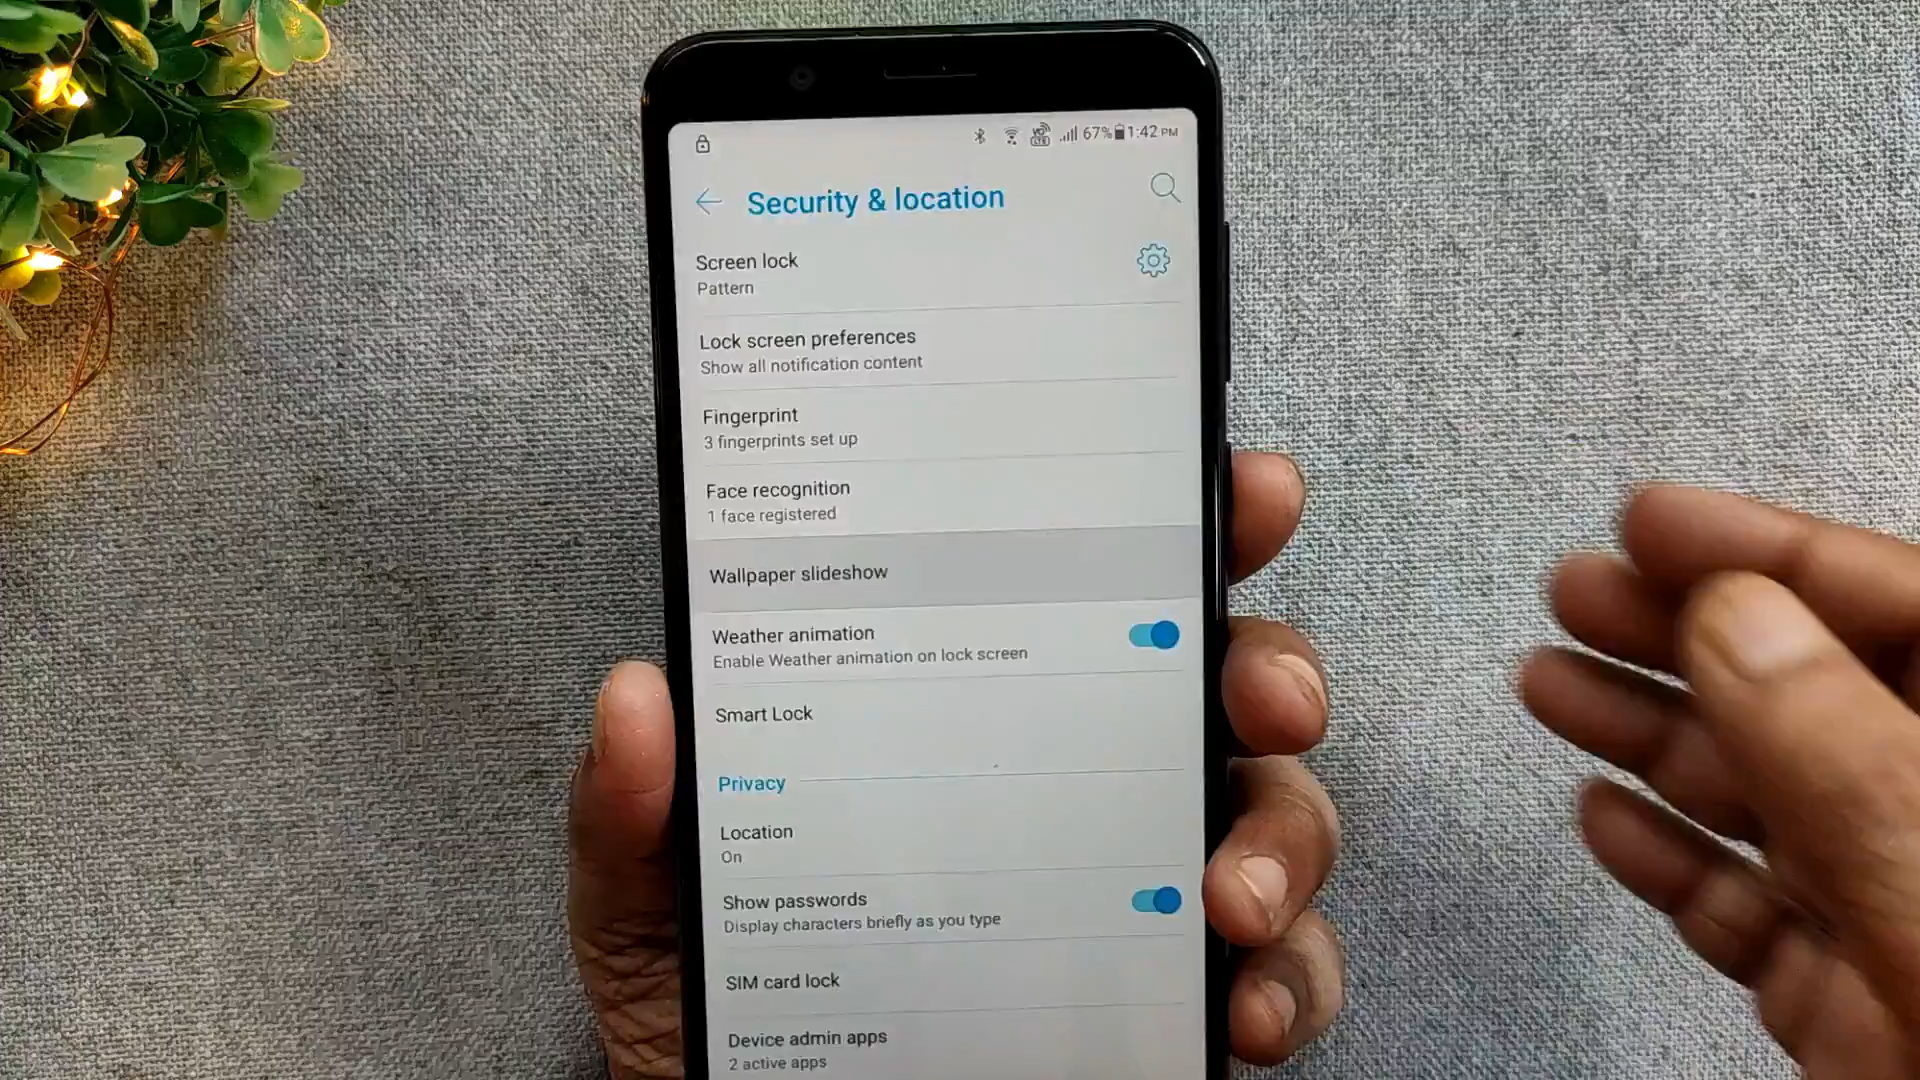 67% 1:42 PM
Security & location
Screen lock
Pattern
Lock screen preferences
Show all notification content
Fingerprint
3 fingerprints set up
Face recognition
1 face registered
Wallpaper slideshow
Weather animation
Enable Weather animation on lock screen
Smart Lock
Privacy
Location
On
Show passwords
Display characters briefly as you type
SIM card lock
Device admin apps
2 active apps